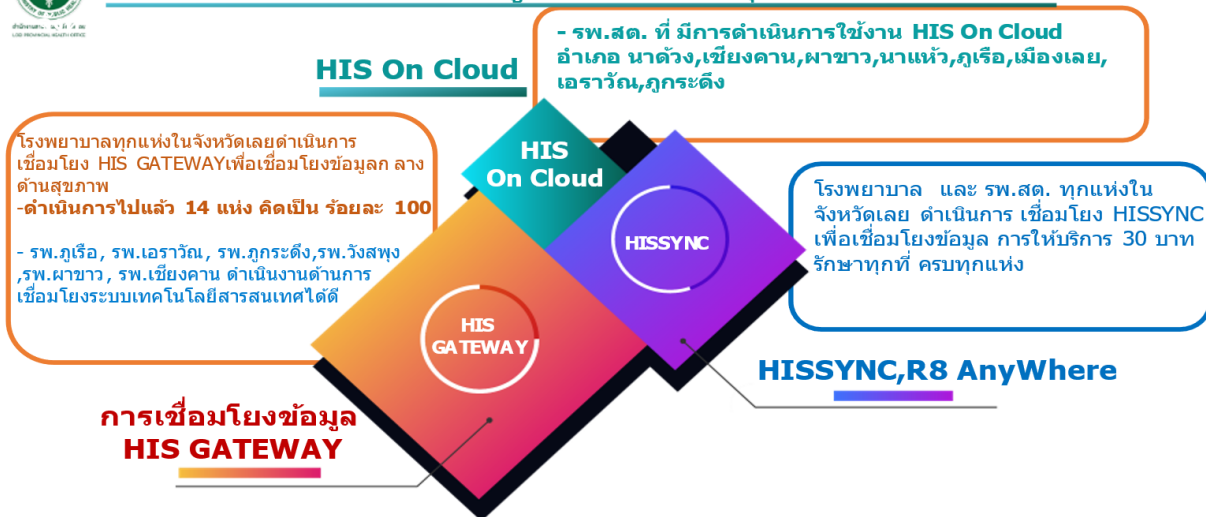 LOEI PROVINCIAL HEALTH OFFICE
- รพ.สต. ที่ มีการดำเนินการใช้งาน HIS On Cloud
อำเภอ นาด้วง,เชียงคาน,ผาขาว,นาแห้ว,ภูเรือ,เมืองเลย,
เอราวัณ,ภูกระดึง
HIS On Cloud
โรงพยาบาลทุกแห่งในจังหวัดเลยดำเนินการ
เชื่อมโยง HIS GATEWAYเพื่อเชื่อมโยงข้อมูลก ลาง
ด้านสุขภาพ
-ดำเนินการไปแล้ว 14 แห่ง คิดเป็น ร้อยละ 100
- รพ.ภูเรือ, รพ.เอราวัณ, รพ.ภูกระดึง,รพ.วังสพุง
,รพ.ผาขาว, รพ.เชียงคาน ดำเนินงานด้านการ
เชื่อมโยงระบบเทคโนโลยีสารสนเทศได้ดี
HIS
On Cloud
HISSYNC
HIS
GATEWAY
โรงพยาบาล และ รพ.สต. ทุกแห่งใน
จังหวัดเลย ดำเนินการ เชื่อมโยง HISSYNC
เพื่อเชื่อมโยงข้อมูล การให้บริการ 30 บาท
รักษาทุกที่ ครบทุกแห่ง
HISSYNC,R8 AnyWhere
การเชื่อมโยงข้อมูล
HIS GATEWAY